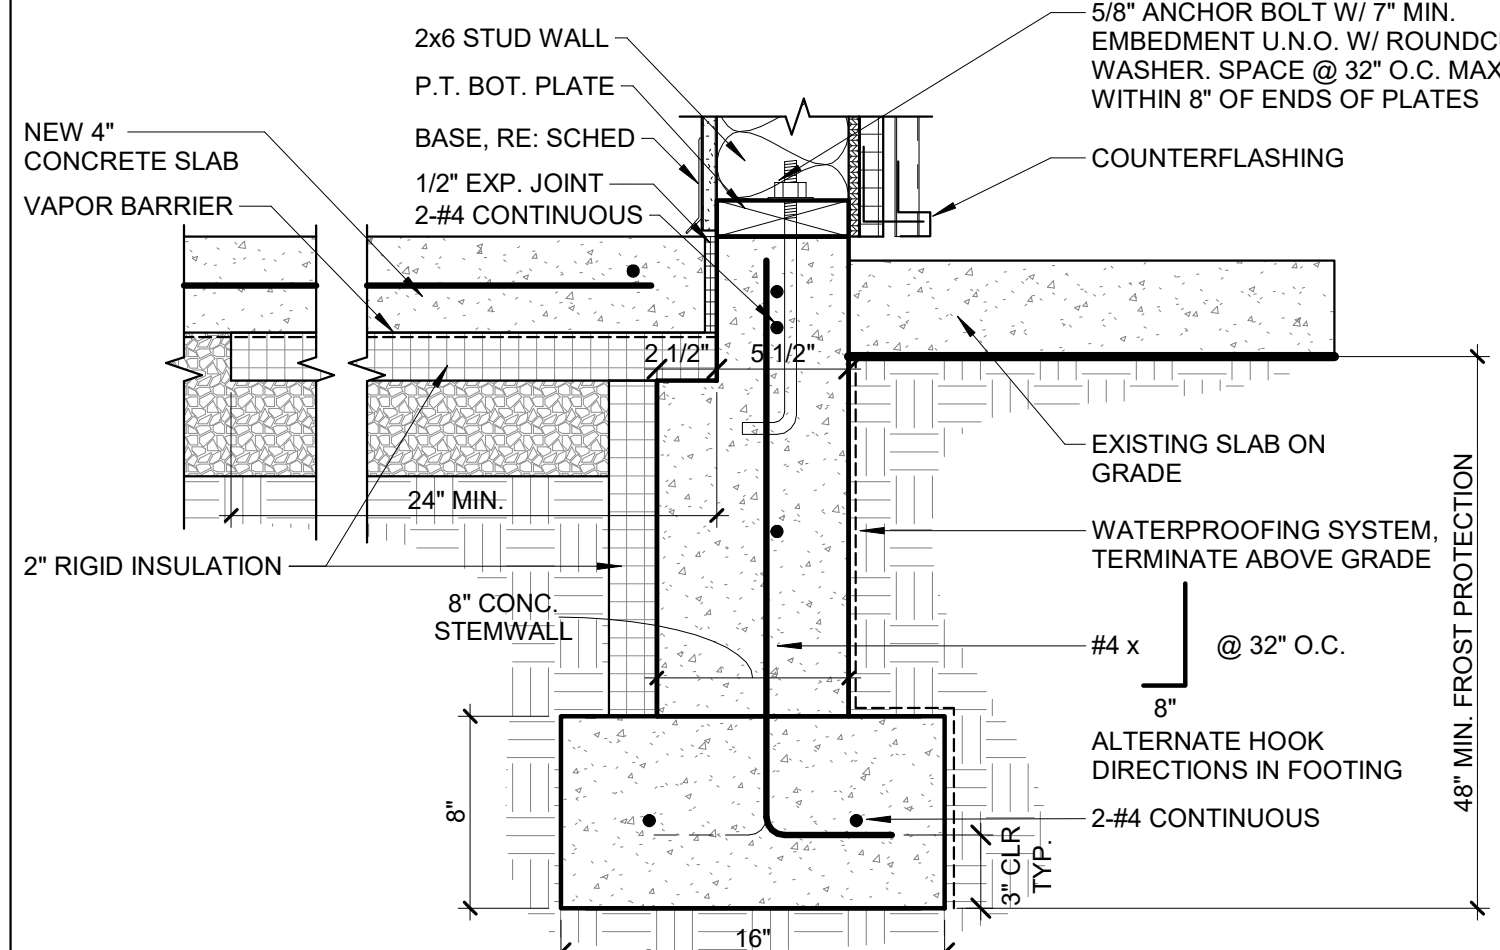 2x6 STUD WALL
P.T. BOT. PLATE
BASE, RE: SCHED
1/2" EXP. JOINT
2-#4 CONTINUOUS
NEW 4"
CONCRETE SLAB
VAPOR BARRIER
5/8" ANCHOR BOLT W/ 7" MIN.
EMBEDMENT U.N.O. W/
WASHER. SPACE @ 32" O.C. MAX
WITHIN 8" OF ENDS OF PLATES
COUNTERFLASHING
2 1/2"
5 1/2"
EXISTING SLAB ON
GRADE
24" MIN.
WATERPROOFING SYSTEM,
TERMINATE ABOVE GRADE
2" RIGID INSULATION
8" CONC.
STEMWALL
#4 x
@ 32" O.C.
8"
ALTERNATE HOOK
DIRECTIONS IN FOOTING
2-#4 CONTINUOUS
48" MIN. FROST PROTECTION
8"
3" CLR
TYP.
16"